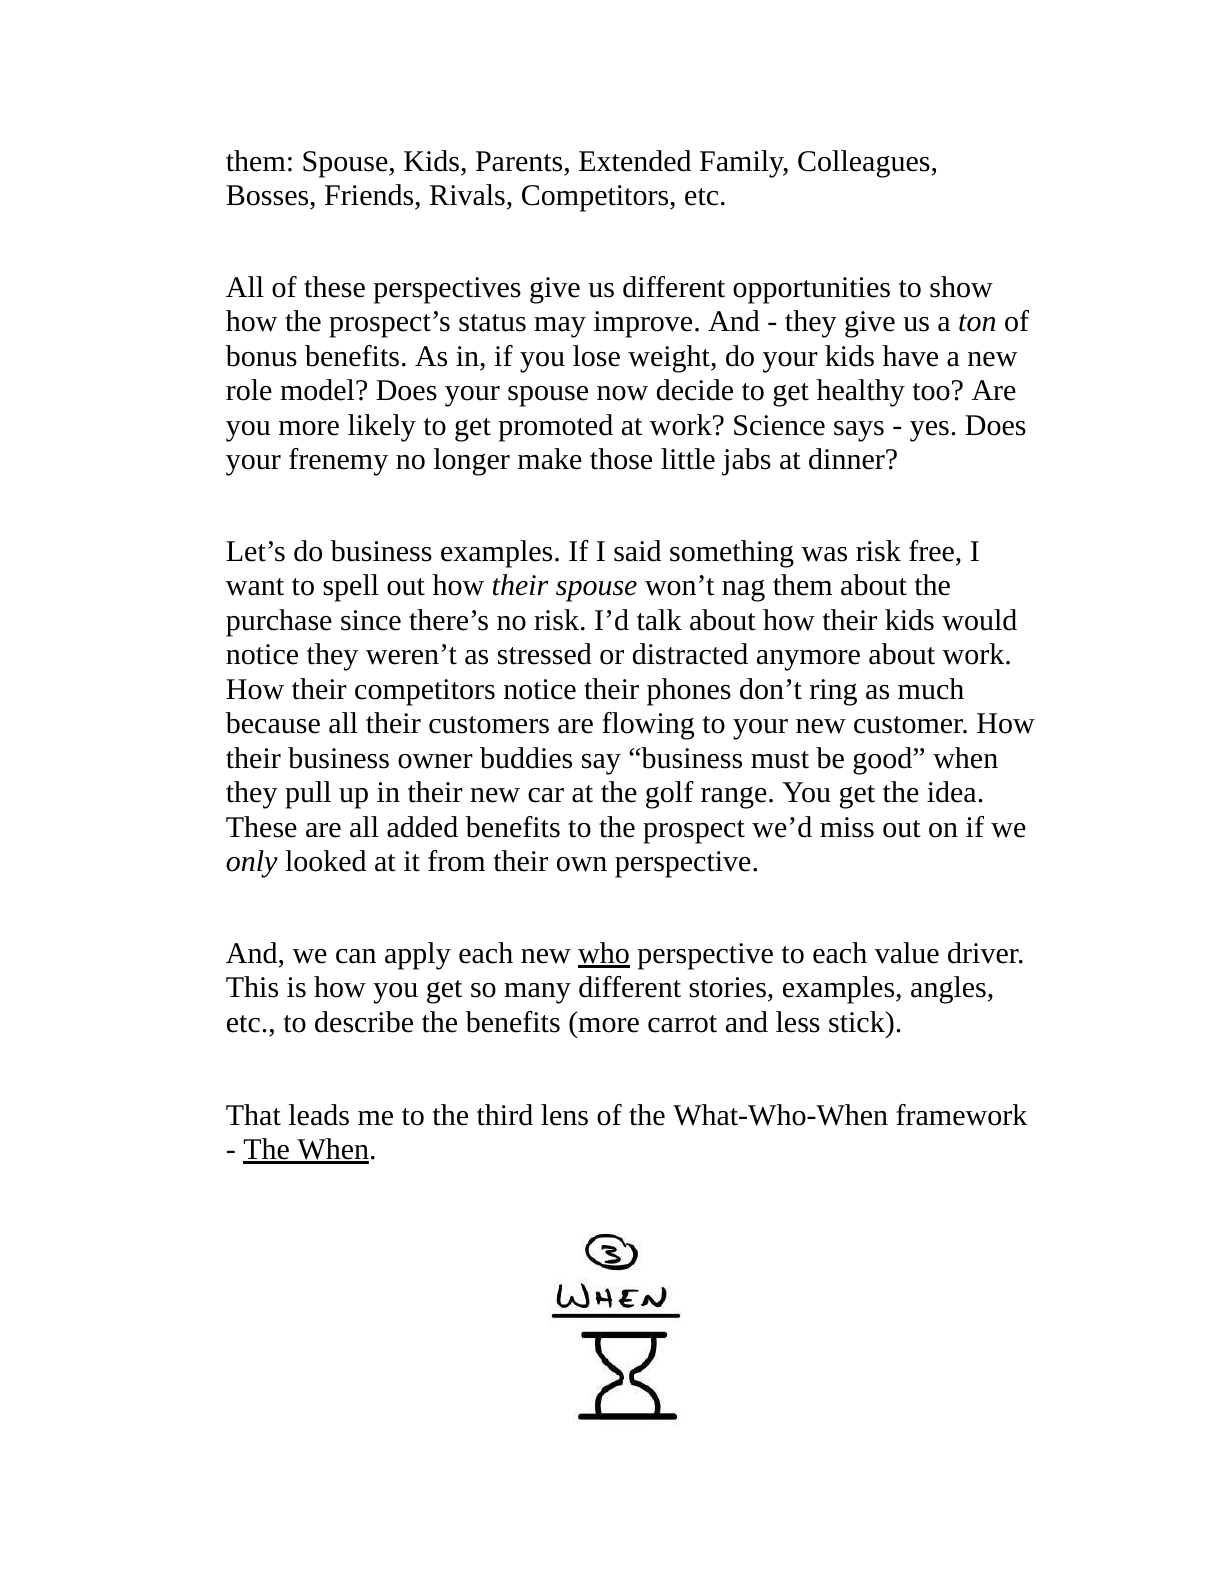 them: Spouse, Kids, Parents, Extended Family, Colleagues,
Bosses, Friends, Rivals, Competitors, etc.
All of these perspectives give us different opportunities to show
how the prospect’s status may improve. And - they give us a ton of
bonus benefits. As in, if you lose weight, do your kids have a new
role model? Does your spouse now decide to get healthy too? Are
you more likely to get promoted at work? Science says - yes. Does
your frenemy no longer make those little jabs at dinner?
Let’s do business examples. If I said something was risk free, I
want to spell out how their spouse won’t nag them about the
purchase since there’s no risk. I’d talk about how their kids would
notice they weren’t as stressed or distracted anymore about work.
How their competitors notice their phones don’t ring as much
because all their customers are flowing to your new customer. How
their business owner buddies say “business must be good” when
they pull up in their new car at the golf range. You get the idea.
These are all added benefits to the prospect we’d miss out on if we
only looked at it from their own perspective.
And, we can apply each new who perspective to each value driver.
This is how you get so many different stories, examples, angles,
etc., to describe the benefits (more carrot and less stick).
That leads me to the third lens of the What-Who-When framework
- The When.
3
WHEN